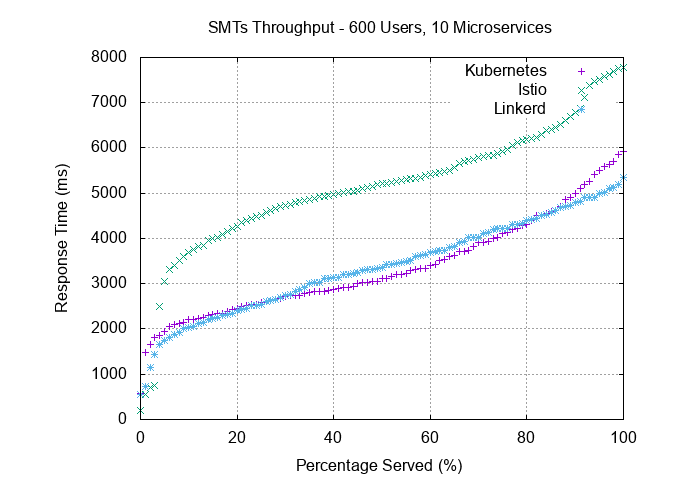 SMTs Throughput - 600 Users, 10 Microservices
8000
7000
6000
5000
4000
3000
2000
1000
0
Response Time (ms)
Kubernetes
Istio
Linkerd
0 20 40 60 80 100
Percentage Served (%)